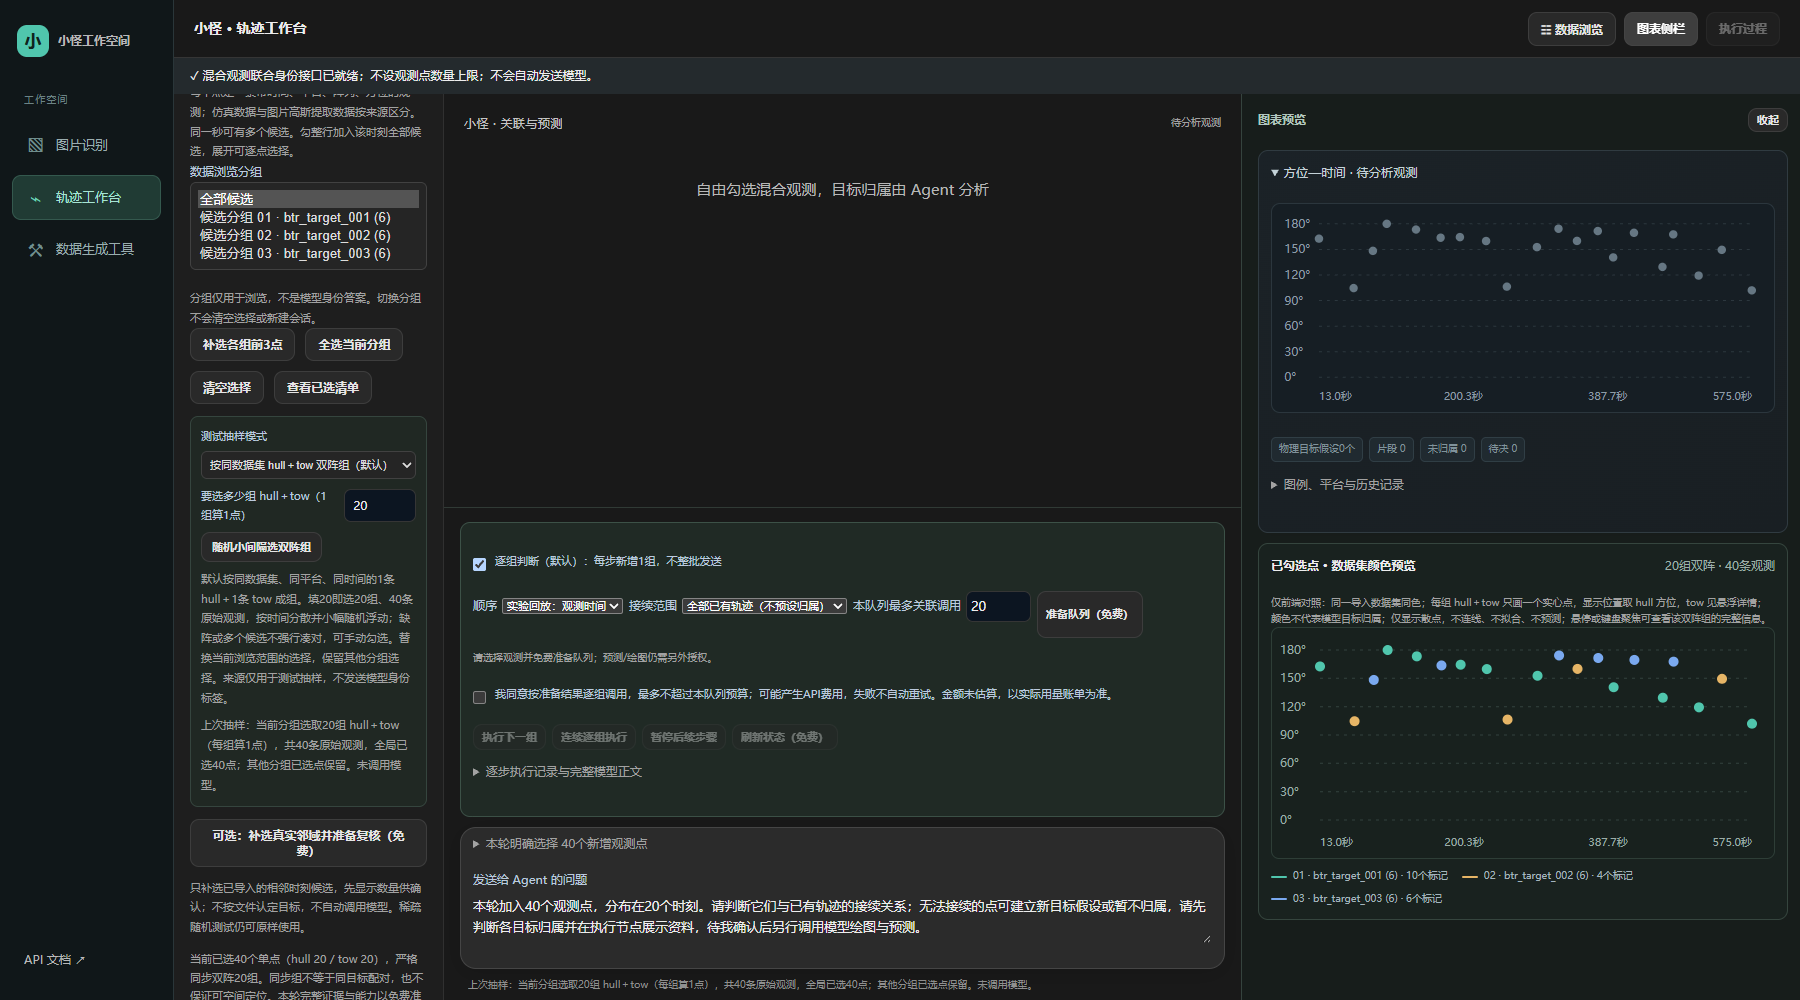 小
小怪工作空间
工作空间
图片识别
轨迹工作台
数据生成工具
API 文档 ↗
小怪 • 轨迹工作台
数据浏览
图表侧栏
执行过程
✓ 混合观测联合身份接口已就绪；不设观测点数量上限；不会自动发送模型。
测；仿真数据与图片高斯提取数据按来源区分。
同一秒可有多个候选。勾整行加入该时刻全部候
选，展开可逐点选择。
数据浏览分组
全部候选
候选分组 01 · btr_target_001 (6)
候选分组 02 · btr_target_002 (6)
候选分组 03 · btr_target_003 (6)
分组仅用于浏览，不是模型身份答案。切换分组
不会清空选择或新建会话。
补选各组前3点
全选当前分组
清空选择
查看已选清单
测试抽样模式
按同数据集 hull + tow 双阵组（默认）
要选多少组 hull + tow（1
组算1点）
20
随机小间隔选双阵组
默认按同数据集、同平台、同时间的1条
hull + 1条 tow 成组。填20即选20组、40条
原始观测，按时间分散并小幅随机浮动；缺
阵或多个候选不强行凑对，可手动勾选。替
换当前浏览范围的选择，保留其他分组选
择。来源仅用于测试抽样，不发送模型身份
标签。
上次抽样：当前分组选取20组 hull + tow
（每组算1点），共40条原始观测，全局已
选40点；其他分组已选点保留。未调用模
型。
可选：补选真实邻域并准备复核（免
费）
只补选已导入的相邻时刻候选，先显示数量供确
认；不按文件认定目标，不自动调用模型。稀疏
随机测试仍可原样使用。
当前已选40个单点（hull 20 / tow 20），严格
同步双阵20组。同步组不等于同目标配对，也不
保证可空间定位。本轮完整证据与能力以免费准
小怪 · 关联与预测
待分析观测
自由勾选混合观测，目标归属由 Agent 分析
逐组判断（默认）：每步新增1组，不整批发送
顺序 实验回放：观测时间 接续范围 全部已有轨迹（不预设归属） 本队列最多关联调用 20 准备队列（免费）
请选择观测并免费准备队列；预测/绘图仍需另外授权。
我同意按准备结果逐组调用，最多不超过本队列预算；可能产生API费用，失败不自动重试。金额未估算，以实际用量账单为准。
执行下一组
连续逐组执行
暂停后续步骤
刷新状态（免费）
▶ 逐步执行记录与完整模型正文
▶ 本轮明确选择 40个新增观测点
发送给 Agent 的问题
本轮加入40个观测点，分布在20个时刻。请判断它们与已有轨迹的接续关系；无法接续的点可建立新目标假设或暂不归属，请先
判断各目标归属并在执行节点展示资料，待我确认后另行调用模型绘图与预测。
上次抽样：当前分组选取20组 hull + tow（每组算1点），共40条原始观测，全局已选40点；其他分组已选点保留。未调用模型。
图表预览
收起
▼ 方位—时间 · 待分析观测
180°
150°
120°
90°
60°
30°
0°
13.0秒
200.3秒
387.7秒
575.0秒
物理目标假设0个
片段 0
未归属 0
待决 0
▶ 图例、平台与历史记录
已勾选点 • 数据集颜色预览
20组双阵 · 40条观测
仅前端对照：同一导入数据集同色；每组 hull + tow 只画一个实心点，显示位置取 hull 方位，tow 见悬浮详情；
颜色不代表模型目标归属；仅显示散点，不连线、不拟合、不预测；悬停或键盘聚焦可查看该双阵组的完整信息。
180°
150°
120°
90°
60°
30°
0°
13.0秒
200.3秒
387.7秒
575.0秒
01 · btr_target_001 (6) · 10个标记
02 · btr_target_002 (6) · 4个标记
03 · btr_target_003 (6) · 6个标记